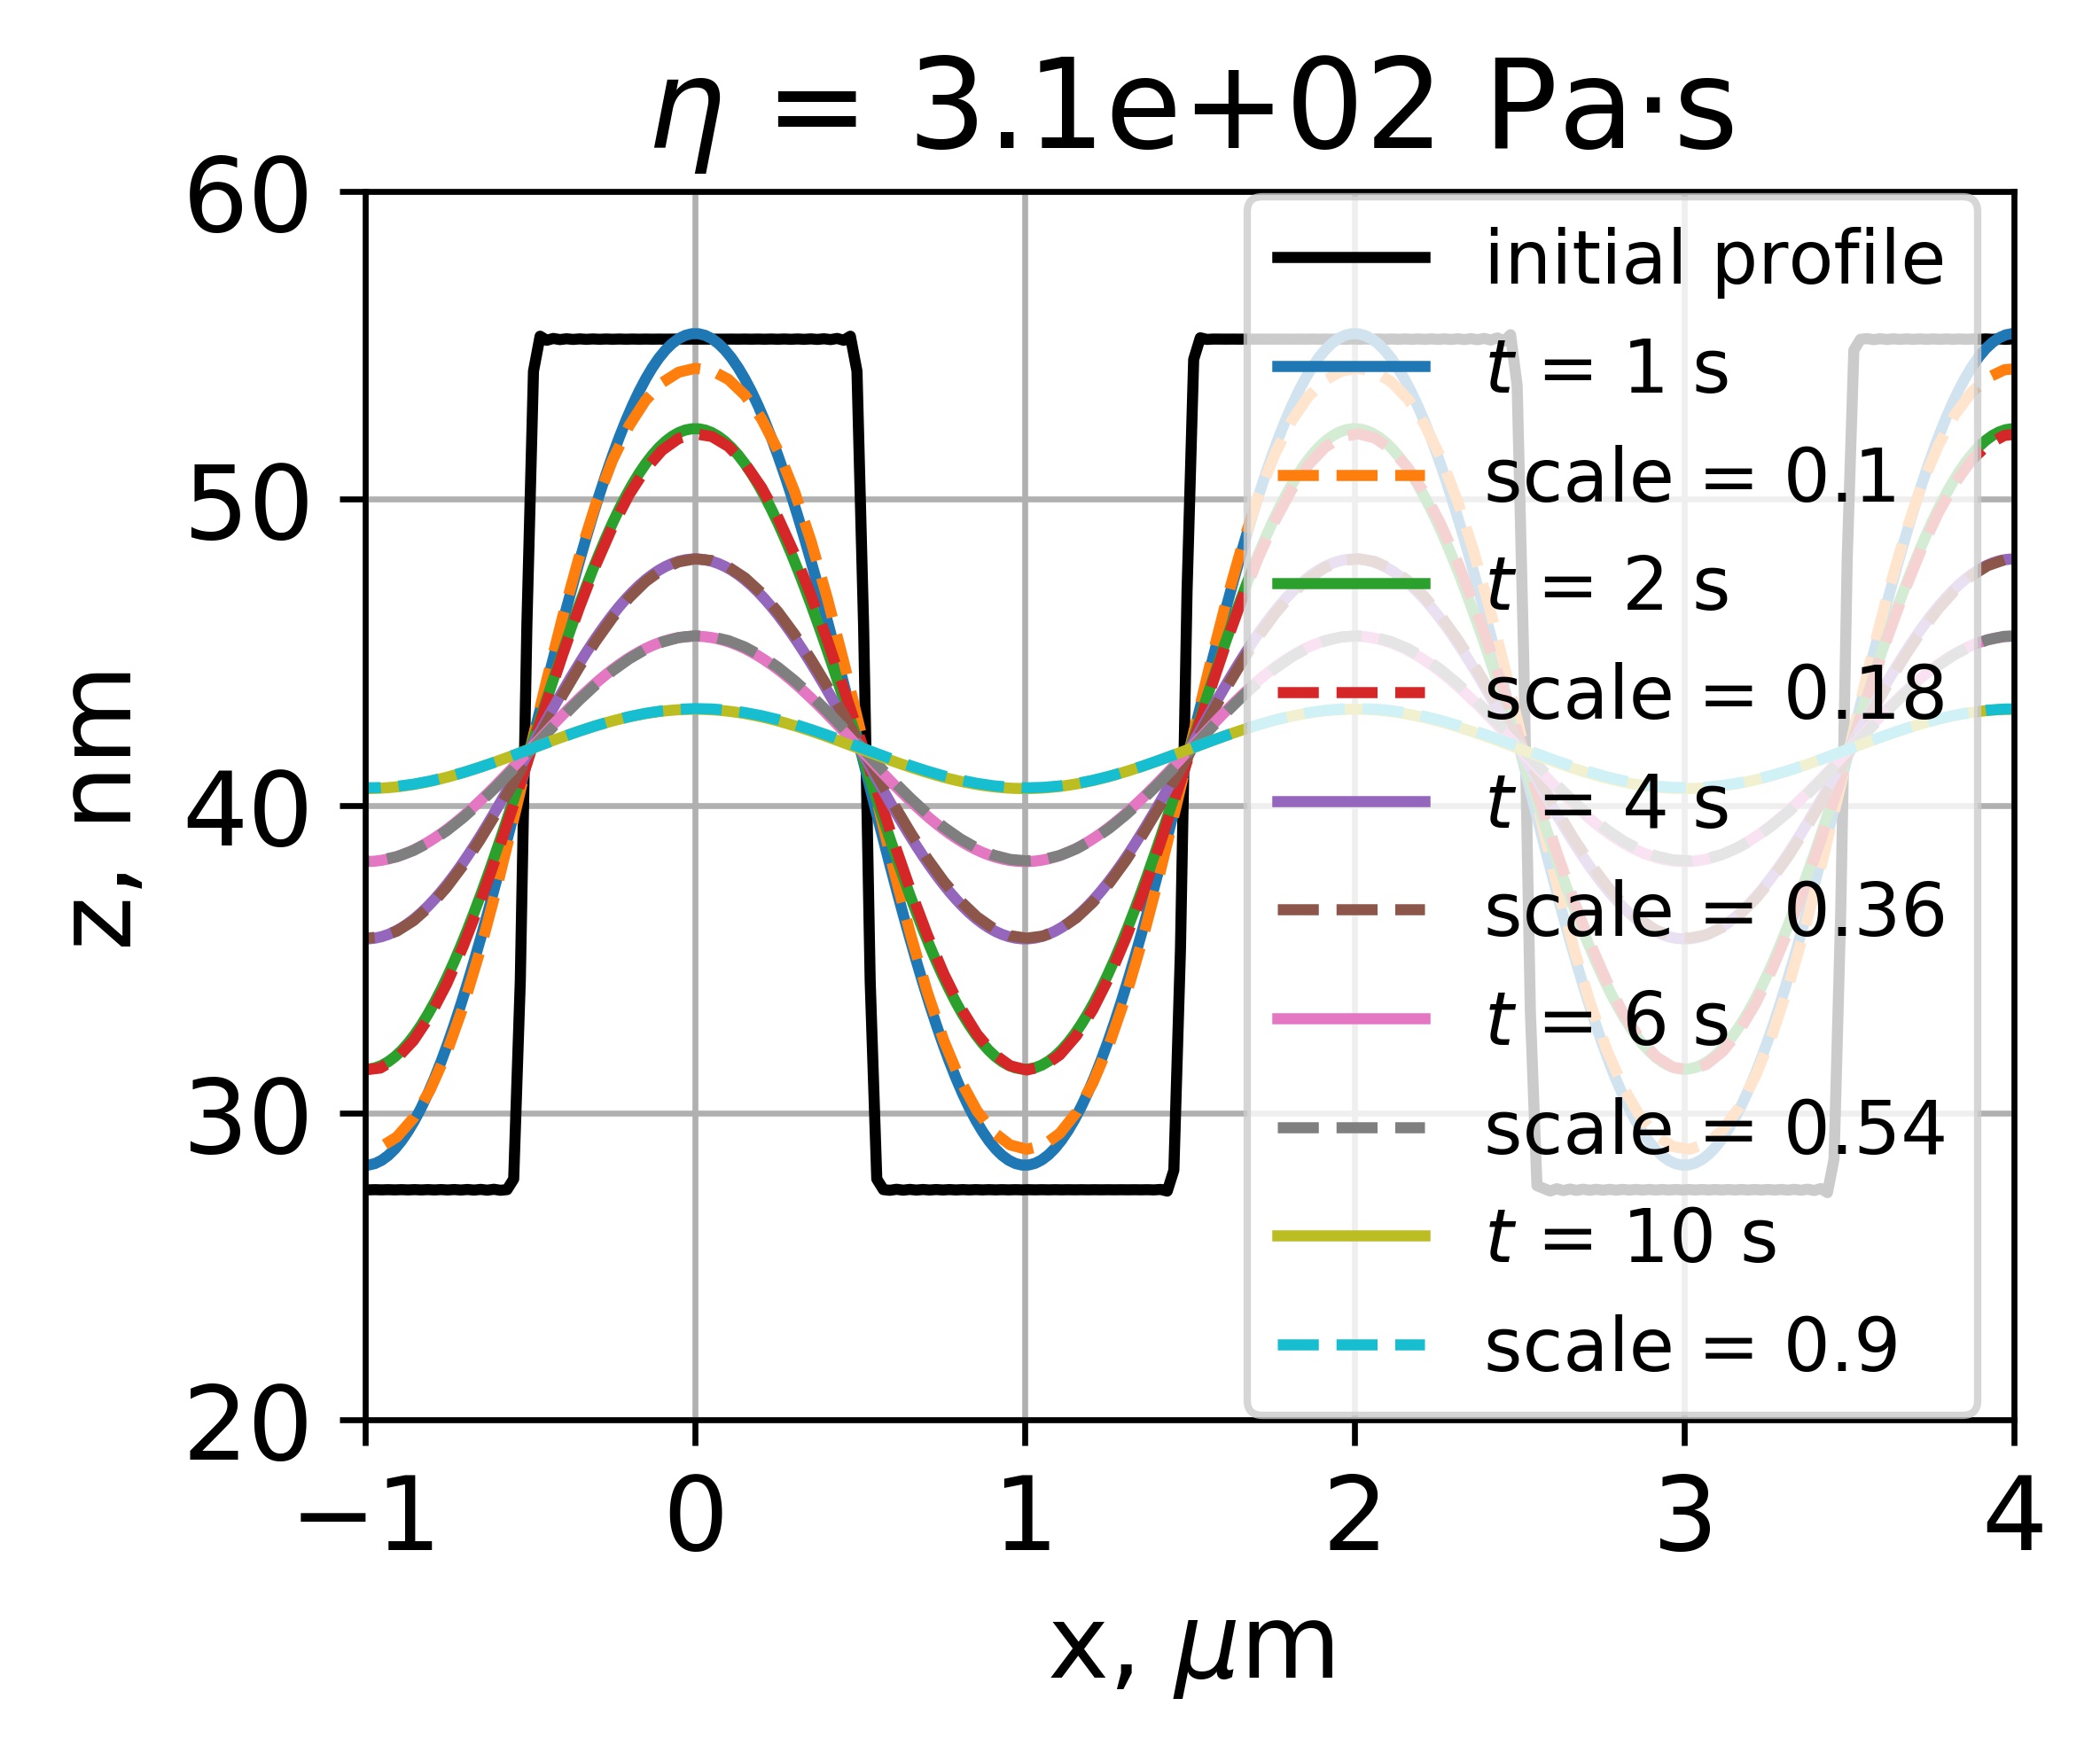 η = 3.1e+02 Pa·s
60
50
40
30
20
z, nm
initial profile
t = 1 s
scale = 0.1
t = 2 s
scale = 0.18
t = 4 s
scale = 0.36
t = 6 s
scale = 0.54
t = 10 s
scale = 0.9
−1 0 1 2 3 4
x, μm